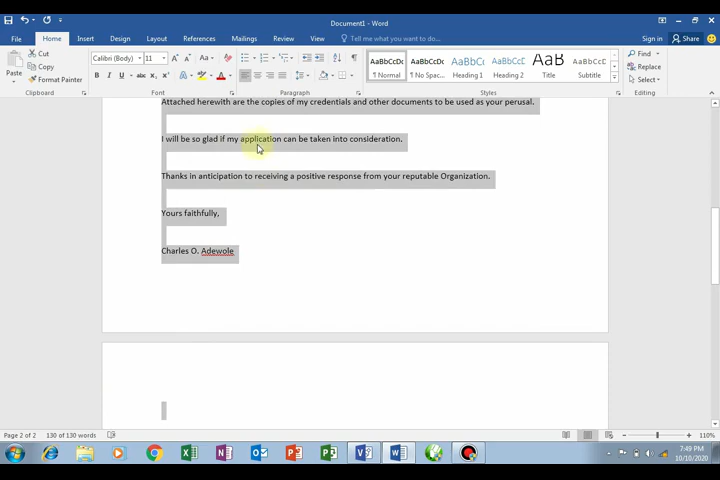 Document1 - Word
File Home Insert Design Layout References Mailings Review View Tell me what you want to do... Sign in Share
Paste
Cut
Copy
Format Painter
Calibri (Body) 11
Find
Replace
Select
AaBbCcDc AaBbCcDc AaBbCc AaBbCcC AaB AaBbCcC
¶ Normal ¶ No Spac... Heading 1 Heading 2 Title Subtitle
Clipboard Font Paragraph Styles Editing
Attached herewith are the copies of my credentials and other documents to be used as your perusal.
I will be so glad if my application can be taken into consideration.
Thanks in anticipation to receiving a positive response from your reputable Organization.
Yours faithfully,
Charles O. Adewole
Page 2 of 2 130 of 130 words 110%
7:49 PM
10/10/2020